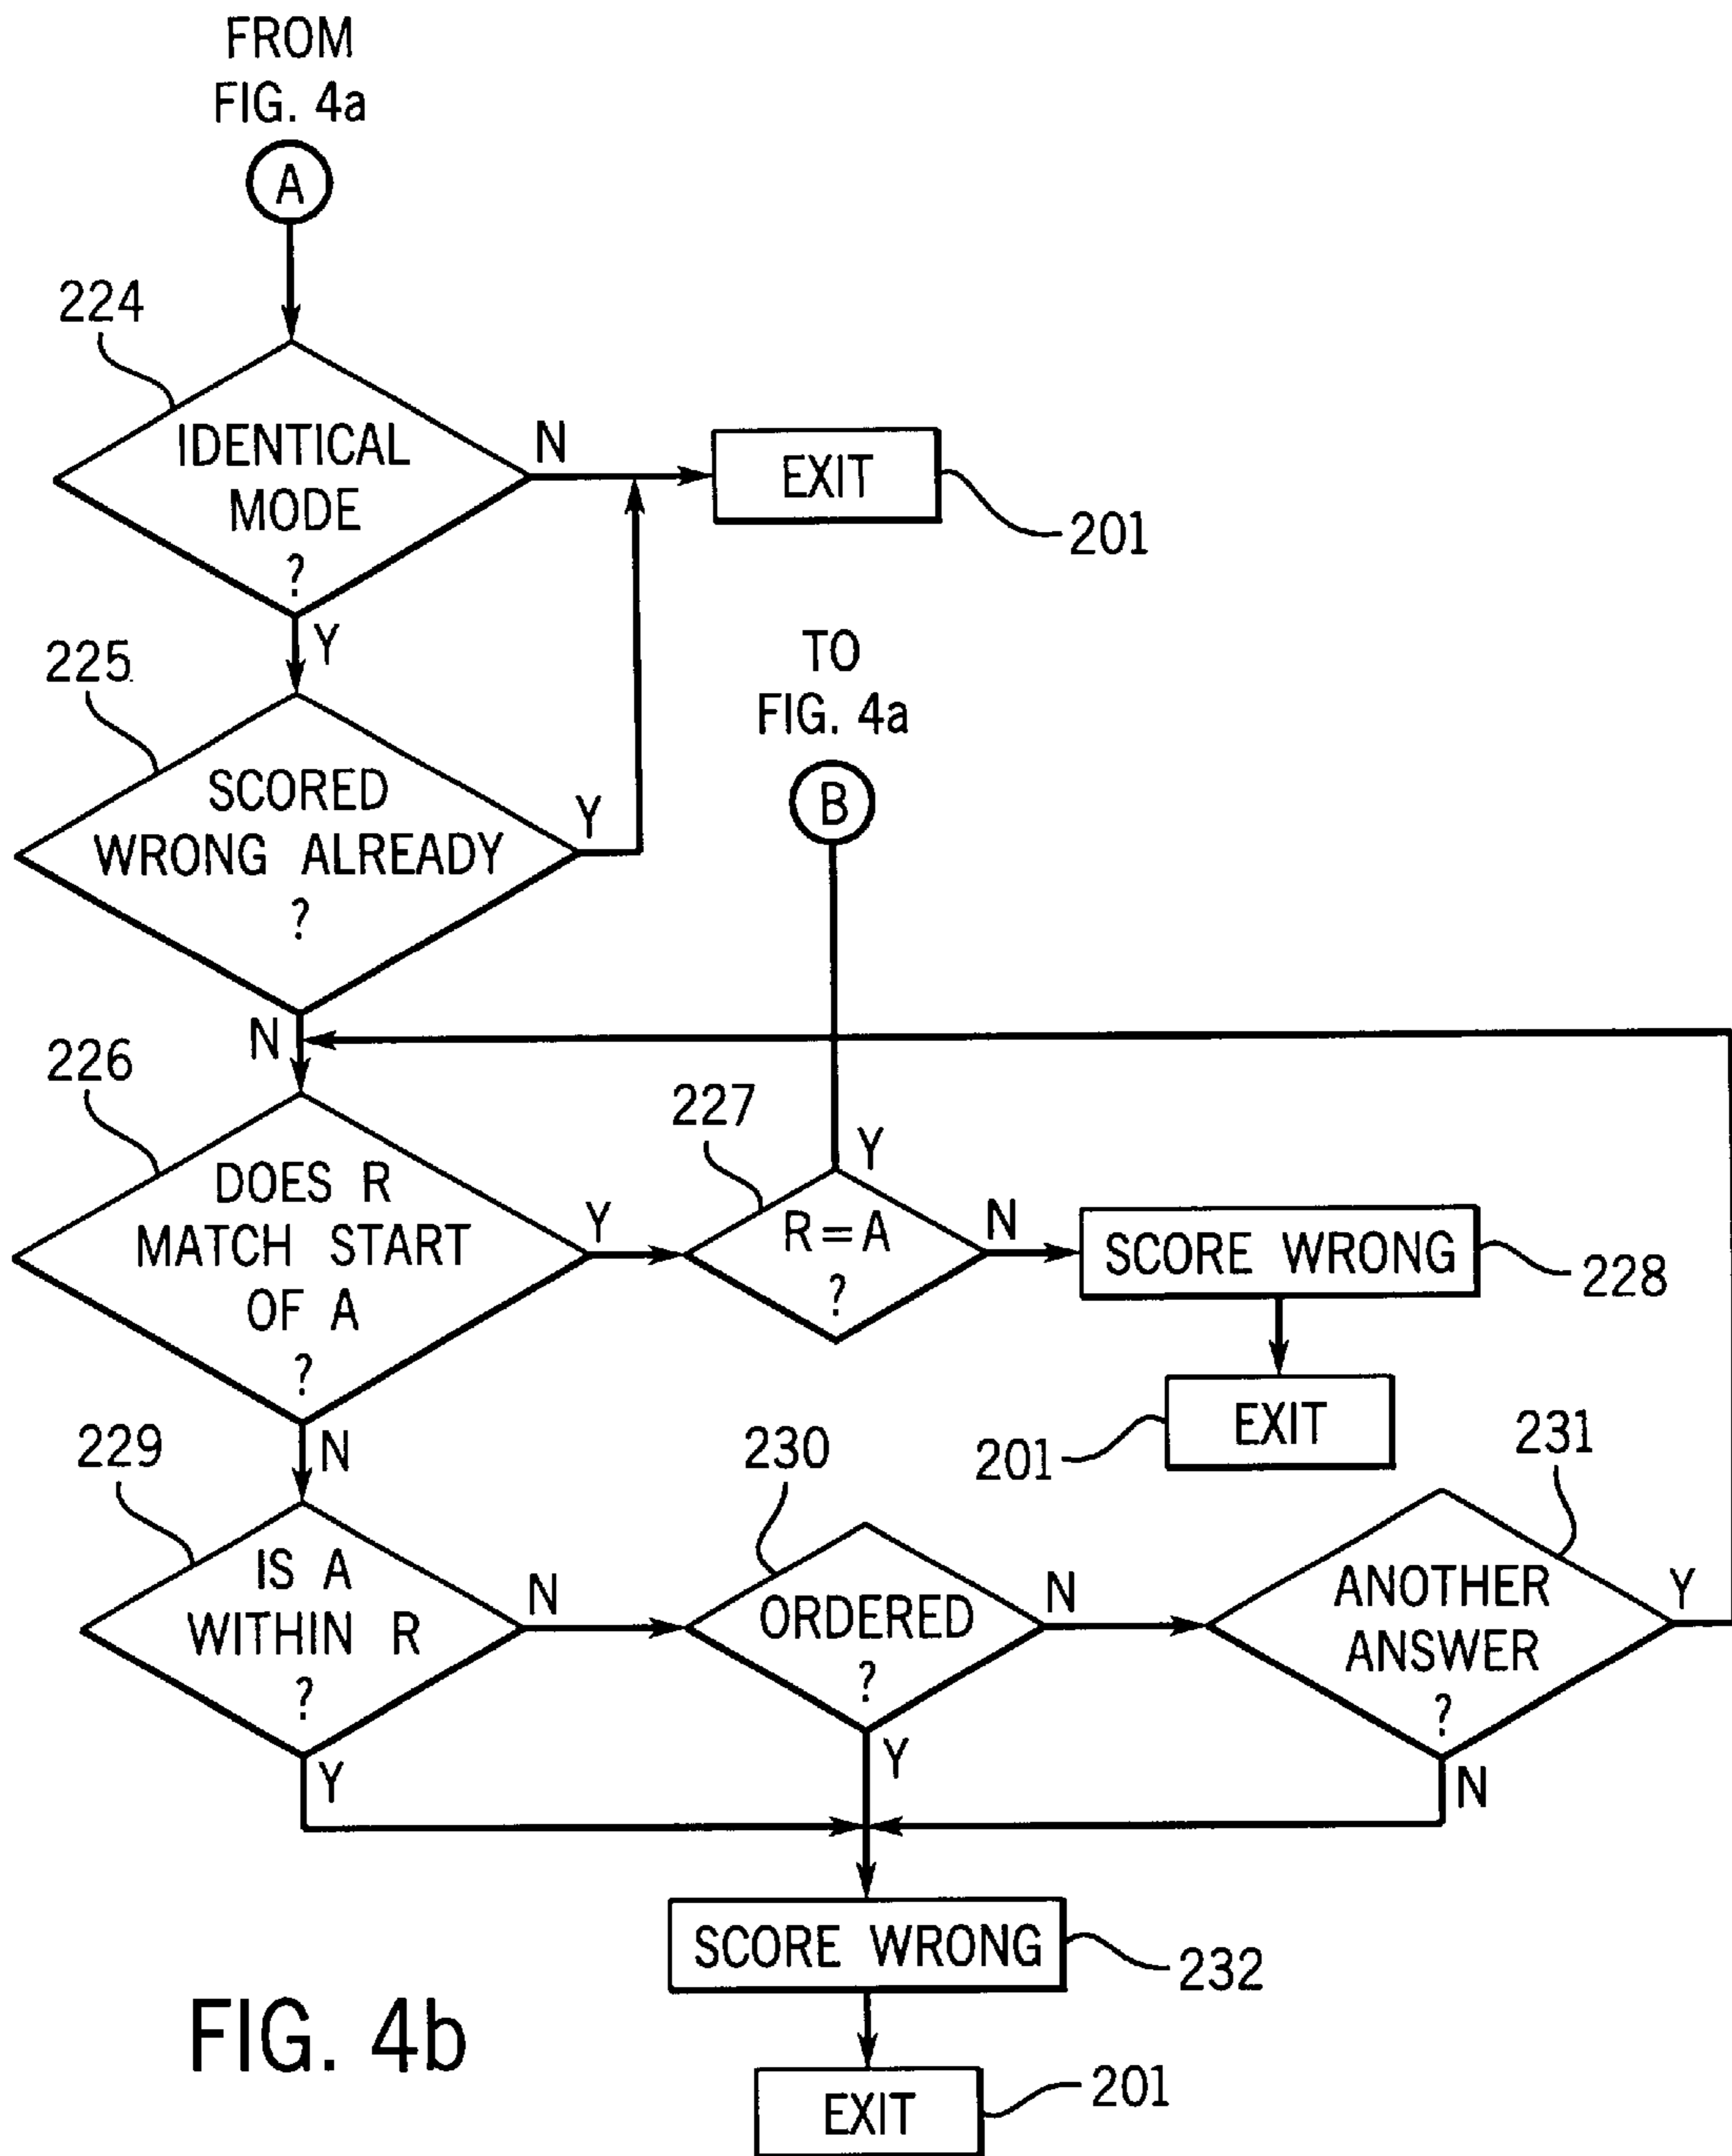 FROM
FIG. 4a
A
224
IDENTICAL
MODE
?
N
EXIT
201
Y
225
SCORED
WRONG ALREADY
?
Y
TO
FIG. 4a
B
N
226
DOES R
MATCH START
OF A
?
Y
227
Y
R=A
?
N
SCORE WRONG
228
EXIT
201
N
229
IS A
WITHIN R
?
N
230
ORDERED
?
N
231
ANOTHER
ANSWER
?
Y
Y
Y
N
SCORE WRONG
232
EXIT
201
FIG. 4b